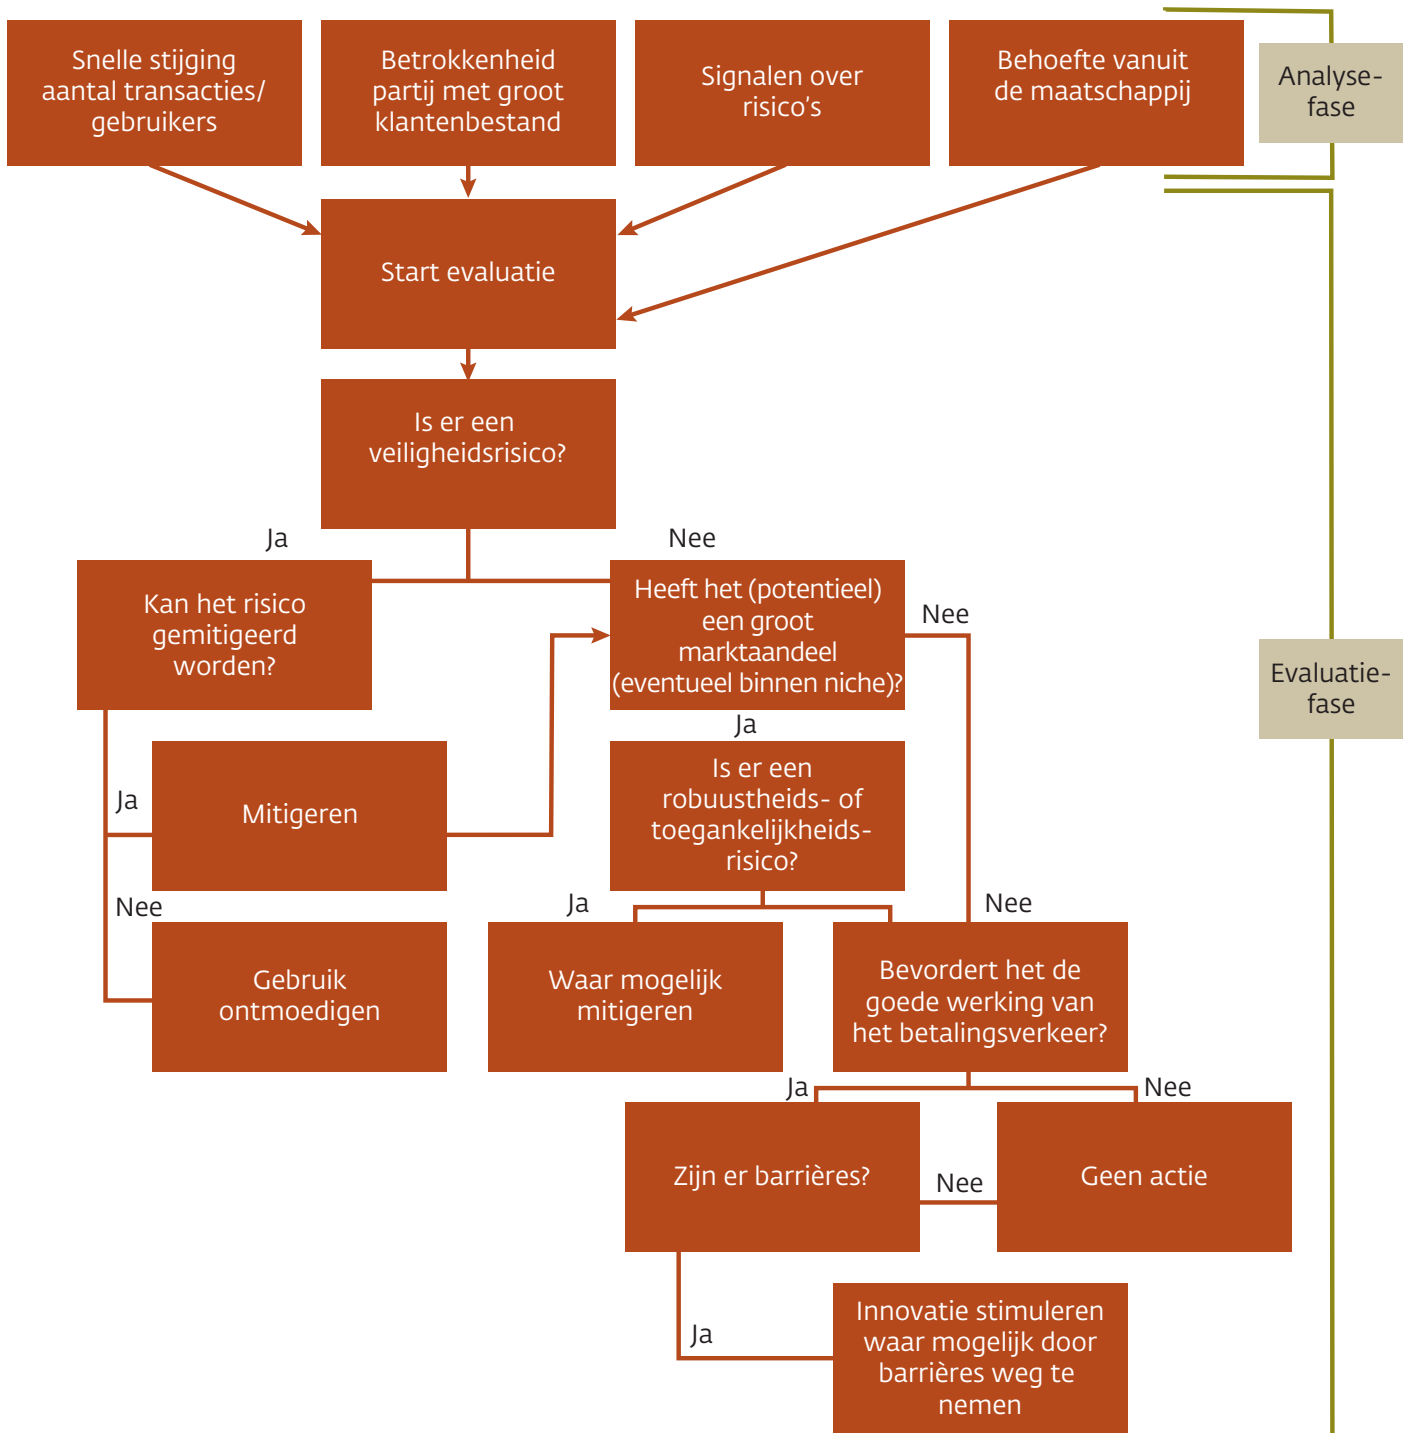 Snelle stijging
aantal transacties/
gebruikers
Betrokkenheid
partij met groot
klantenbestand
Signalen over
risico's
Behoefte vanuit
de maatschappij
Analyse-
fase
Start evaluatie
Is er een
veiligheidsrisico?
Ja
Nee
Kan het risico
gemitigeerd
worden?
Heeft het (potentieel)
een groot
marktaandeel
(eventueel binnen niche)?
Nee
Evaluatie-
fase
Ja
Is er een
robuustheids- of
toegankelijkheids-
risico?
Ja
Mitigeren
Nee
Gebruik
ontmoedigen
Ja
Nee
Waar mogelijk
mitigeren
Bevordert het de
goede werking van
het betalingsverkeer?
Ja
Nee
Zijn er barrières?
Nee
Geen actie
Ja
Innovatie stimuleren
waar mogelijk door
barrières weg te
nemen